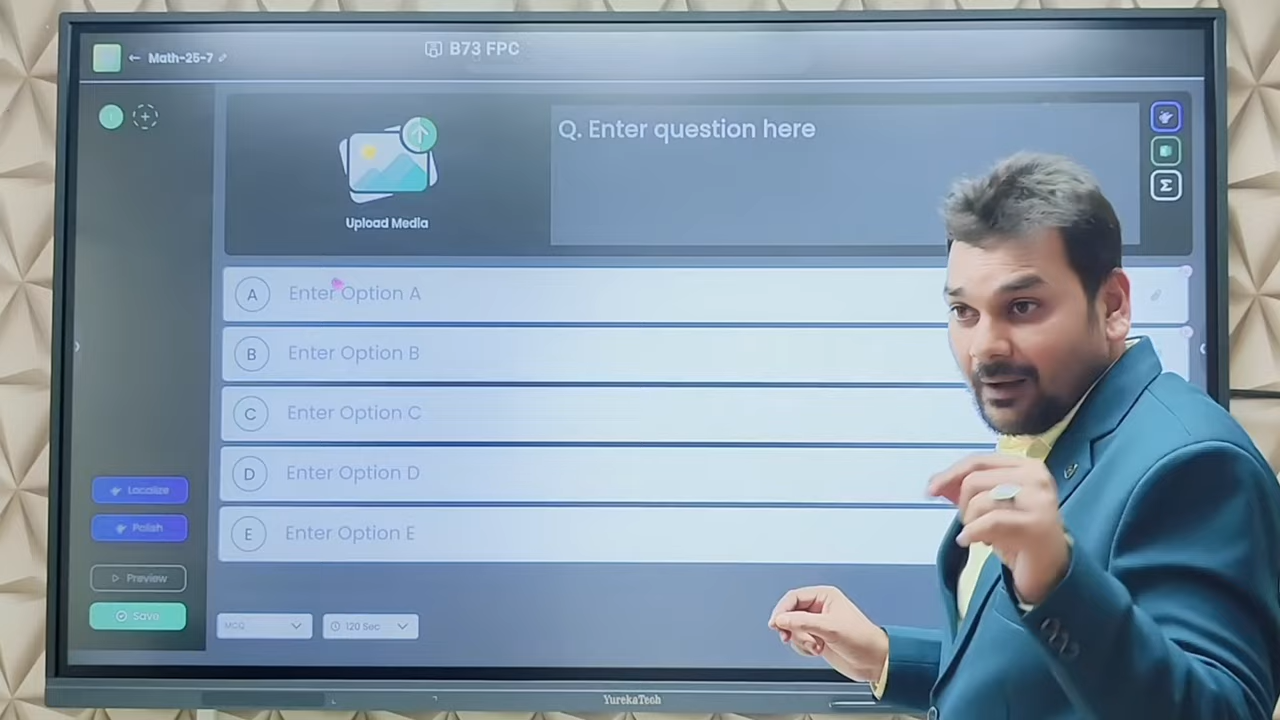 ← Math-25-7
B73 FPC
Upload Media
Q. Enter question here
Σ
A Enter Option A
B Enter Option B
C Enter Option C
D Enter Option D
E Enter Option E
Localize
Polish
Preview
Save
MCQ
120 Sec
YurekaTech